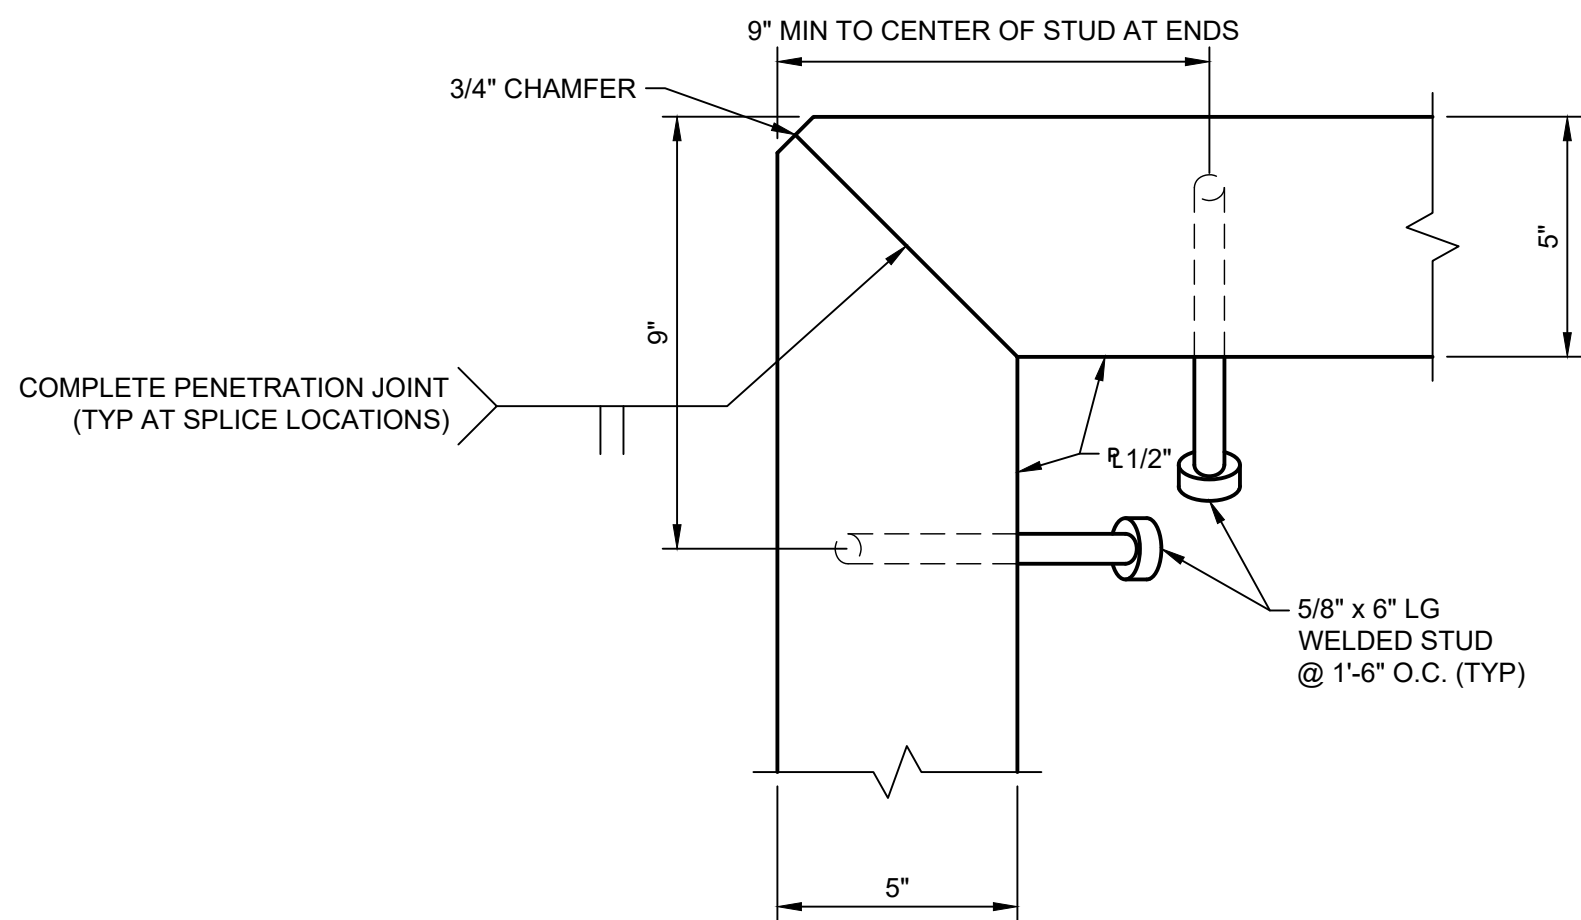 9" MIN TO CENTER OF STUD AT ENDS
3/4" CHAMFER
5"
9"
COMPLETE PENETRATION JOINT
(TYP AT SPLICE LOCATIONS)
℄1/2"
5/8" x 6" LG
WELDED STUD
@ 1'-6" O.C. (TYP)
5"